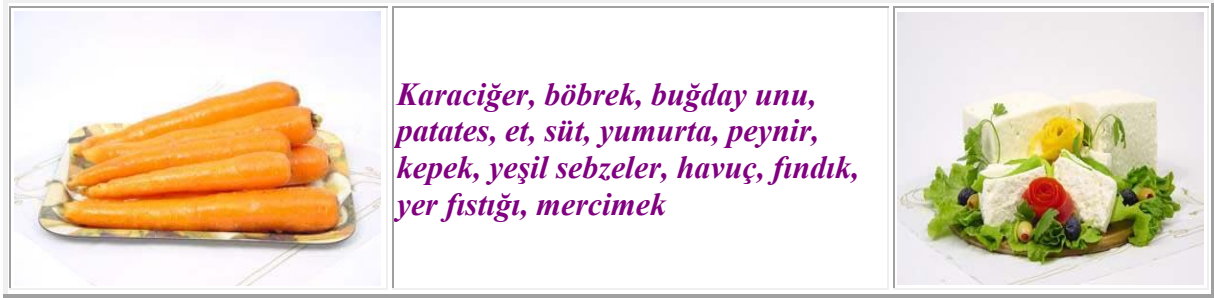 Karaciğer, böbrek, buğday unu,
patates, et, süt, yumurta, peynir,
kepek, yeşil sebzeler, havuç, fındık,
yer fıstığı, mercimek